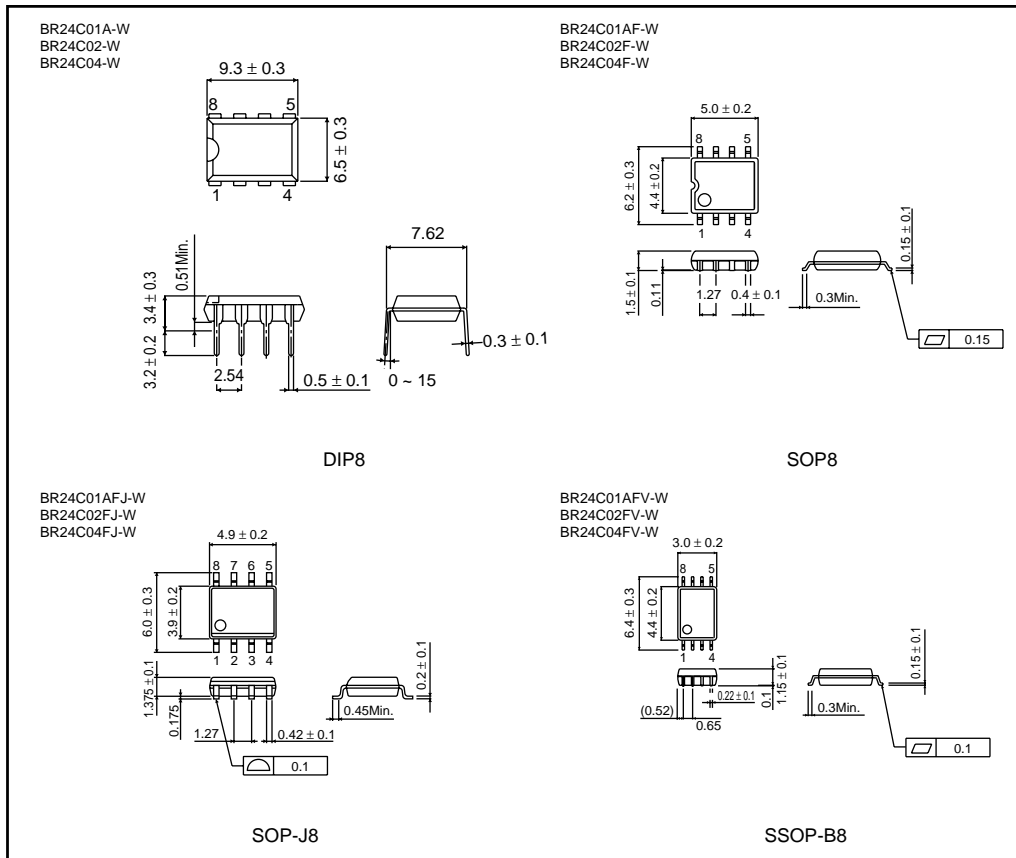 BR24C01A-W
BR24C02-W
BR24C04-W
9.3 ± 0.3
8 5
6.5 ± 0.3
1 4
7.62
0.51Min.
3.4 ± 0.3
3.2 ± 0.2
2.54
0.5 ± 0.1
0 ~ 15
0.3 ± 0.1
DIP8
BR24C01AF-W
BR24C02F-W
BR24C04F-W
5.0 ± 0.2
8 5
6.2 ± 0.3
4.4 ± 0.2
1 4
1.5 ± 0.1
0.11
1.27
0.4 ± 0.1
0.15 ± 0.1
0.3Min.
0.15
SOP8
BR24C01AFJ-W
BR24C02FJ-W
BR24C04FJ-W
4.9 ± 0.2
8 7 6 5
6.0 ± 0.3
3.9 ± 0.2
1 2 3 4
1.375 ± 0.1
0.175
1.27
0.42 ± 0.1
0.2 ± 0.1
0.45Min.
0.1
SOP-J8
BR24C01AFV-W
BR24C02FV-W
BR24C04FV-W
3.0 ± 0.2
8 5
6.4 ± 0.3
4.4 ± 0.2
1 4
0.22 ± 0.1
0.1
1.15 ± 0.1
(0.52)
0.65
0.15 ± 0.1
0.3Min.
0.1
SSOP-B8